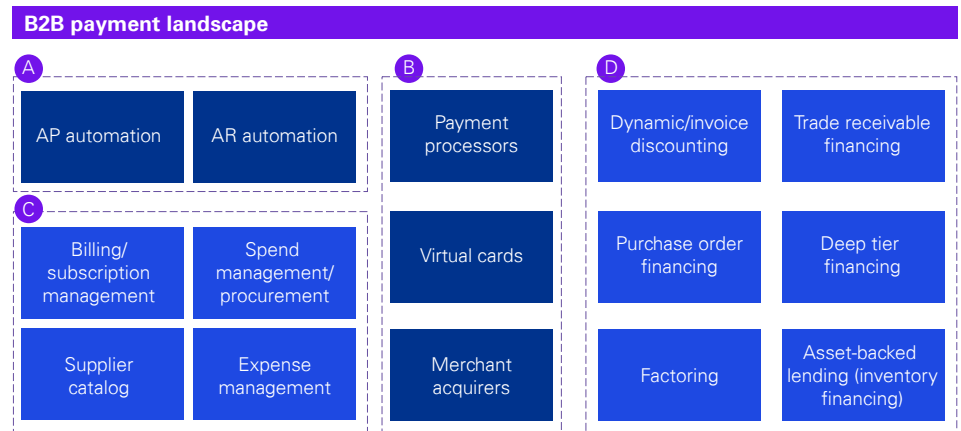 B2B payment landscape
A
AP automation
AR automation
C
Billing/
subscription
management
Spend
management/
procurement
Supplier
catalog
Expense
management
B
Payment
processors
Virtual cards
Merchant
acquirers
D
Dynamic/invoice
discounting
Trade receivable
financing
Purchase order
financing
Deep tier
financing
Factoring
Asset-backed
lending (inventory
financing)